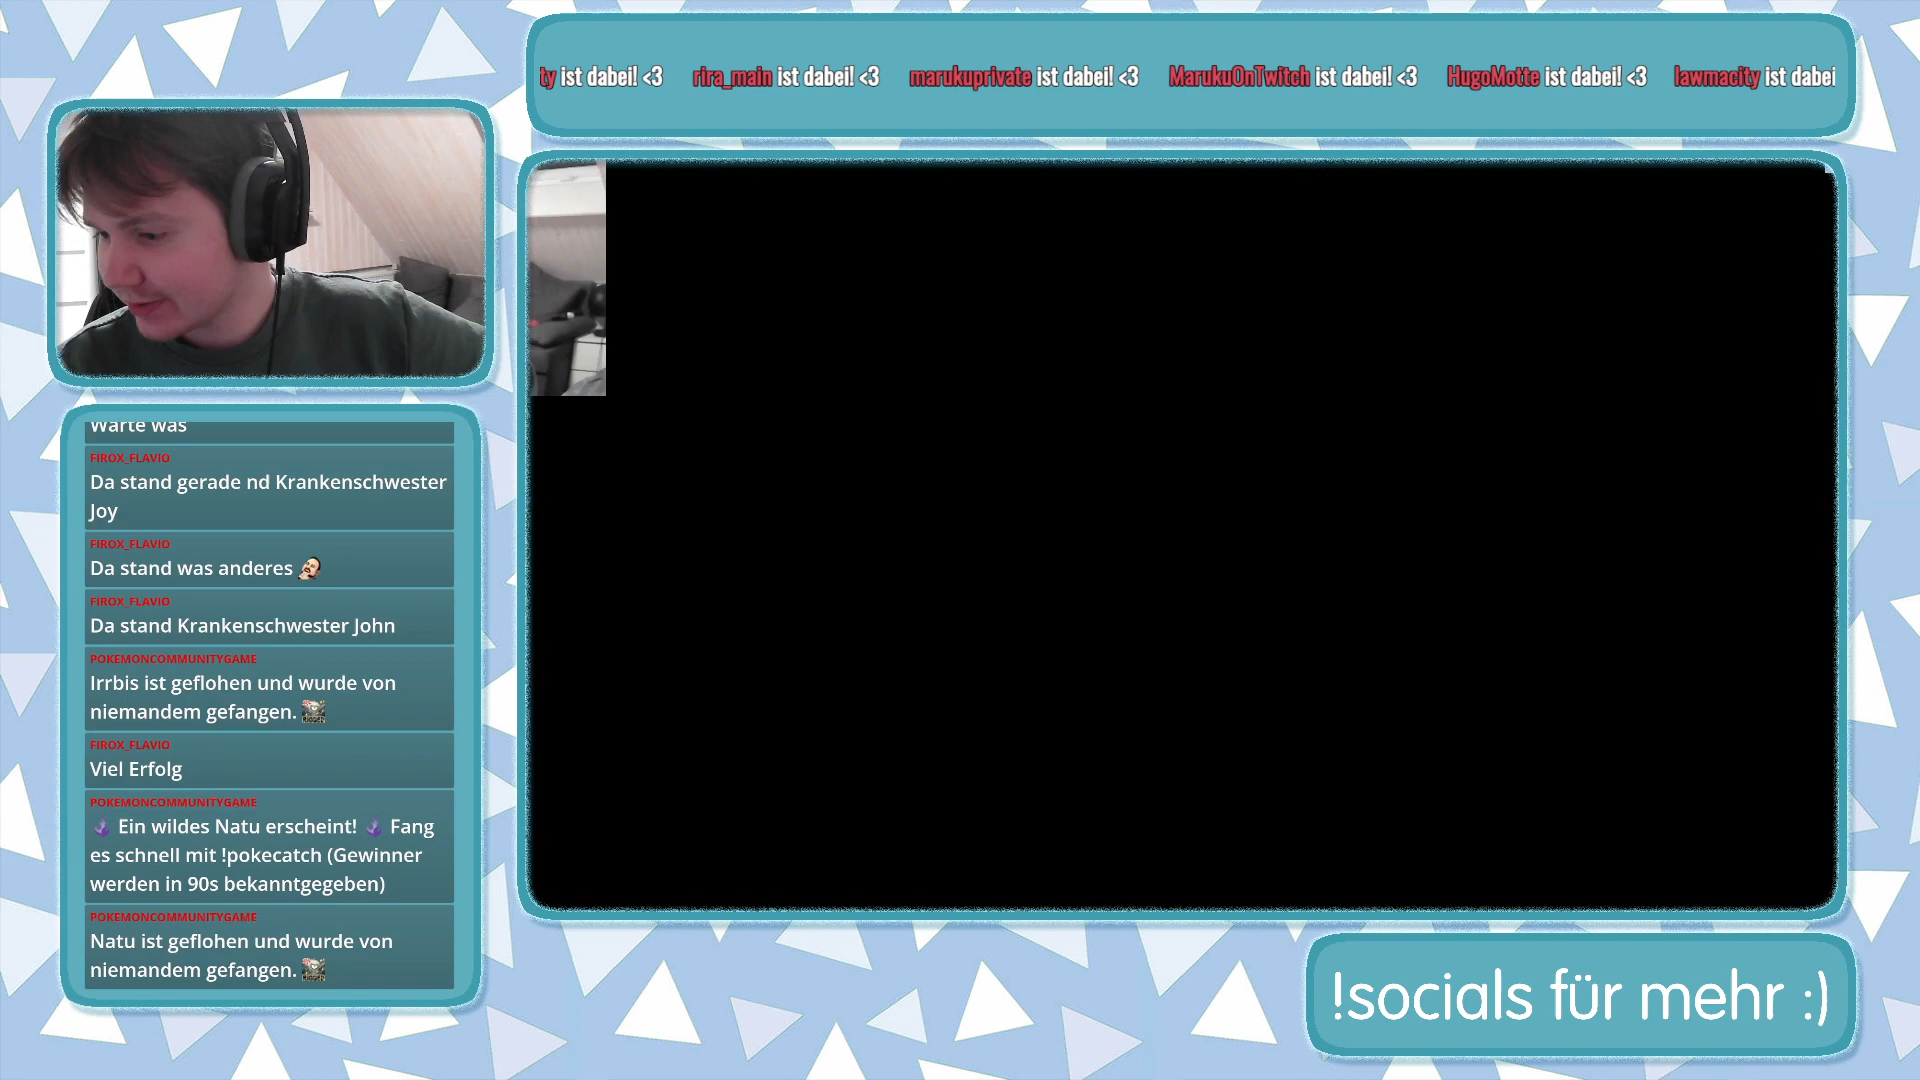 ty ist dabei! <3 rira_main ist dabei! <3 marukuprivate ist dabei! <3 MarukuOnTwitch ist dabei! <3 HugoMotte ist dabei! <3 lawmacity ist dabei
Warte was
FIROX_FLAVIO
Da stand gerade nd Krankenschwester
Joy
FIROX_FLAVIO
Da stand was anderes
FIROX_FLAVIO
Da stand Krankenschwester John
POKEMONCOMMUNITYGAME
Irrbis ist geflohen und wurde von
niemandem gefangen.
FIROX_FLAVIO
Viel Erfolg
POKEMONCOMMUNITYGAME
Ein wildes Natu erscheint! Fang
es schnell mit !pokecatch (Gewinner
werden in 90s bekanntgegeben)
POKEMONCOMMUNITYGAME
Natu ist geflohen und wurde von
niemandem gefangen.
!socials für mehr :)